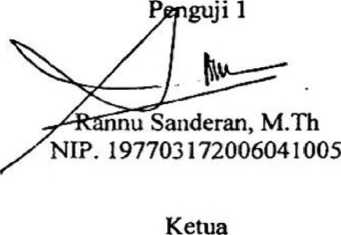 Penguji 1
Rannu Sanderan, M.Th
NIP. 197703172006041005
Ketua